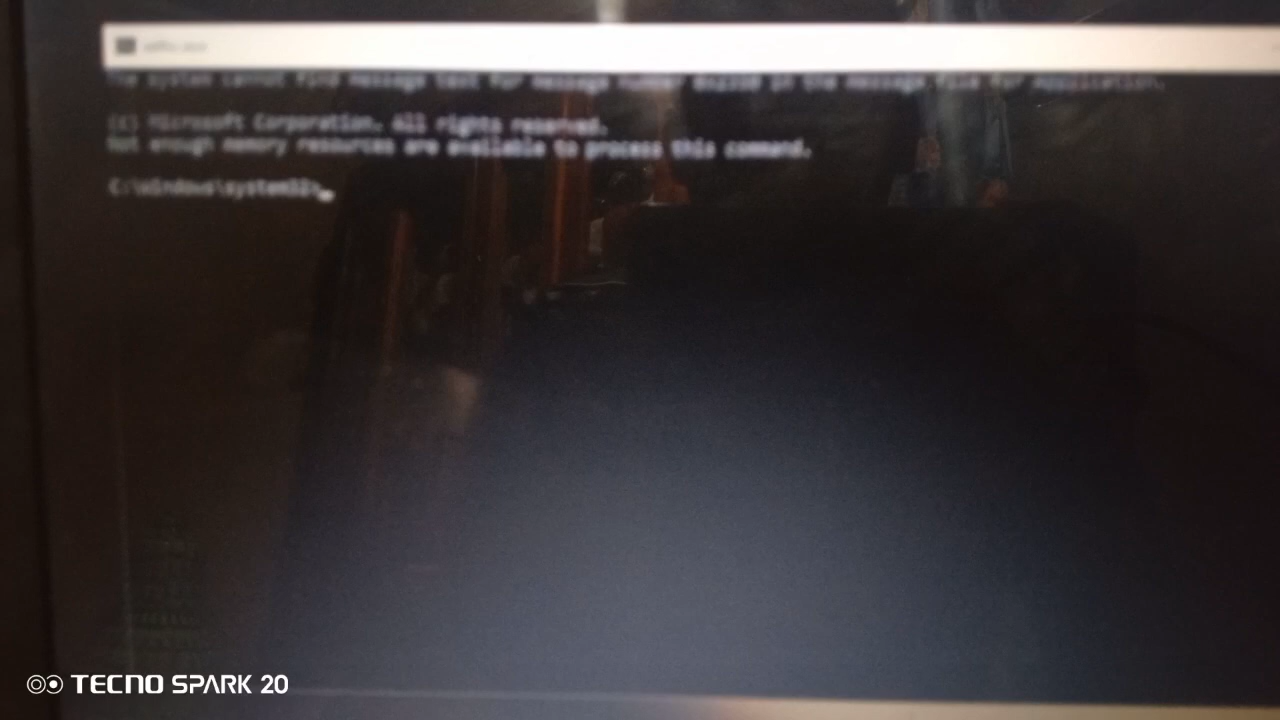 The system cannot find message text for message number in the message file for Application.
(c) Microsoft Corporation. All rights reserved.
Not enough memory resources are available to process this command.
C:\Windows\system32>
TECNO SPARK 20